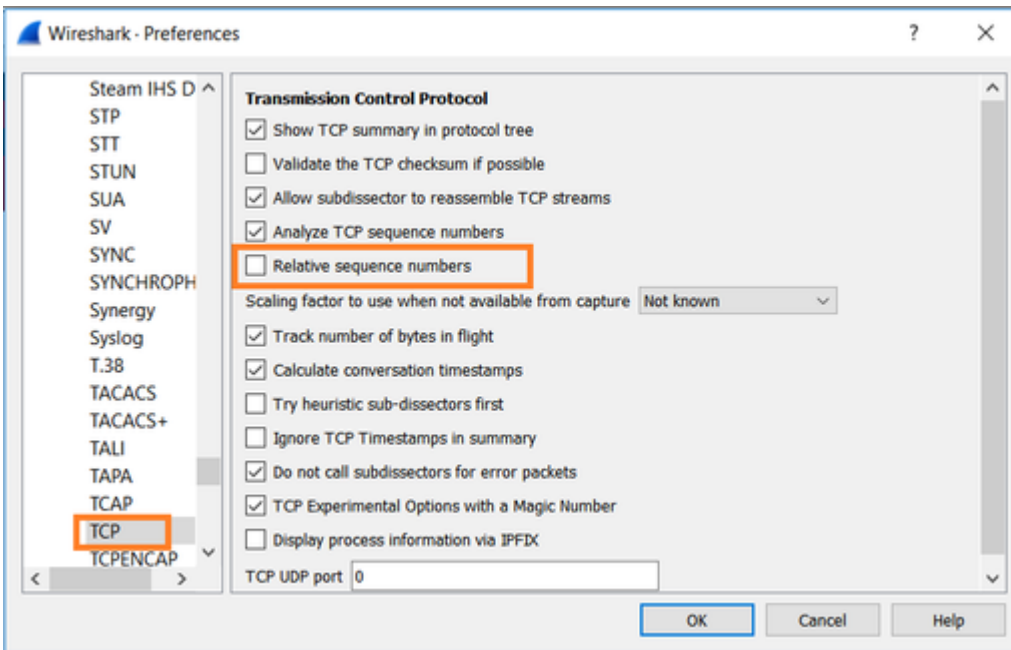 Wireshark - Preferences
Steam IHS D
STP
STT
STUN
SUA
SV
SYNC
SYNCHROPH
Synergy
Syslog
T.38
TACACS
TACACS+
TALI
TAPA
TCAP
TCP
TCPENCAP
Transmission Control Protocol
Show TCP summary in protocol tree
Validate the TCP checksum if possible
Allow subdissector to reassemble TCP streams
Analyze TCP sequence numbers
Relative sequence numbers
Scaling factor to use when not available from capture Not known
Track number of bytes in flight
Calculate conversation timestamps
Try heuristic sub-dissectors first
Ignore TCP Timestamps in summary
Do not call subdissectors for error packets
TCP Experimental Options with a Magic Number
Display process information via IPFIX
TCP UDP port 0
OK Cancel Help